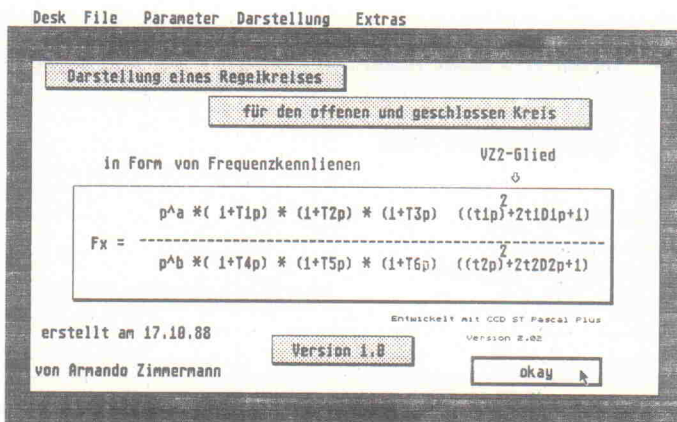 Desk File Parameter Darstellung Extras
Darstellung eines Regelkreises
für den offenen und geschlossen Kreis
in Form von Frequenzkennlienen
VZ2-Glied
p^a *( 1+T1p) * (1+T2p) * (1+T3p) ((t1p)²+2t1D1p+1)
Fx = ------------------------------------------------------------
p^b *( 1+T4p) * (1+T5p) * (1+T6p) ((t2p)²+2t2D2p+1)
Entwickelt mit CCD ST Pascal Plus
Version 2.02
erstellt am 17.10.88
Version 1.0
von Armando Zimmermann
okay